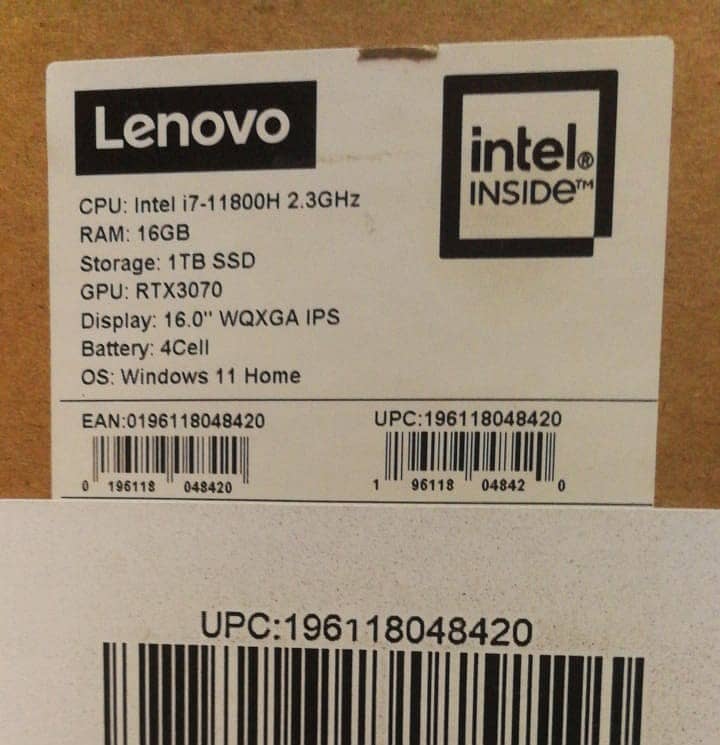 Lenovo
intel®
INSIDE™
CPU: Intel i7-11800H 2.3GHz
RAM: 16GB
Storage: 1TB SSD
GPU: RTX3070
Display: 16.0" WQXGA IPS
Battery: 4Cell
OS: Windows 11 Home
EAN:0196118048420 UPC:196118048420
0 196118 048420 1 96118 04842 0
UPC:196118048420